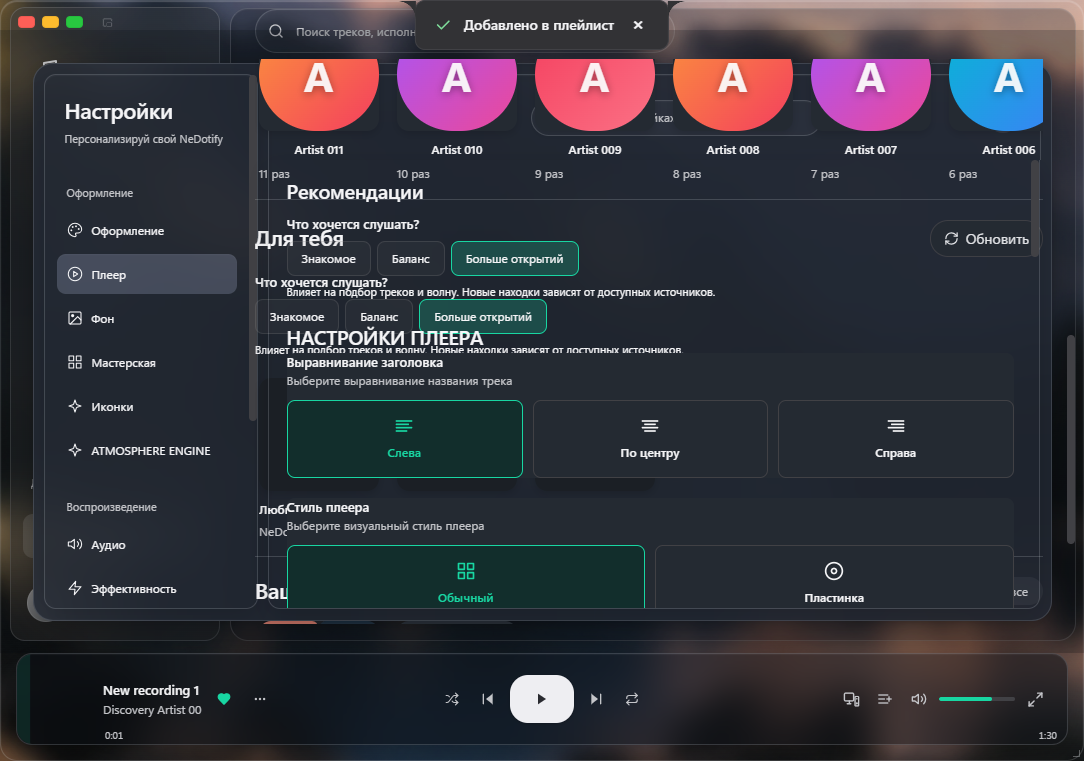 Добавлено в плейлист
Поиск треков, исполн
Настройки
Персонализируй свой NeDotify
Оформление
Оформление
Плеер
Фон
Мастерская
Иконки
ATMOSPHERE ENGINE
Воспроизведение
Аудио
Эффективность
A A A A A A
Artist 011 Artist 010 Artist 009 Artist 008 Artist 007 Artist 006
11 раз 10 раз 9 раз 8 раз 7 раз 6 раз
Рекомендации
Что хочется слушать?
Для тебя
Обновить
Знакомое Баланс Больше открытий
Что хочется слушать?
Влияет на подбор треков и волну. Новые находки зависят от доступных источников.
Знакомое Баланс Больше открытий
НАСТРОЙКИ ПЛЕЕРА
Влияет на подбор треков и волну. Новые находки зависят от доступных источников.
Выравнивание заголовка
Выберите выравнивание названия трека
Слева По центру Справа
Стиль плеера
Выберите визуальный стиль плеера
Обычный Пластинка
New recording 1
Discovery Artist 00
0:01
1:30